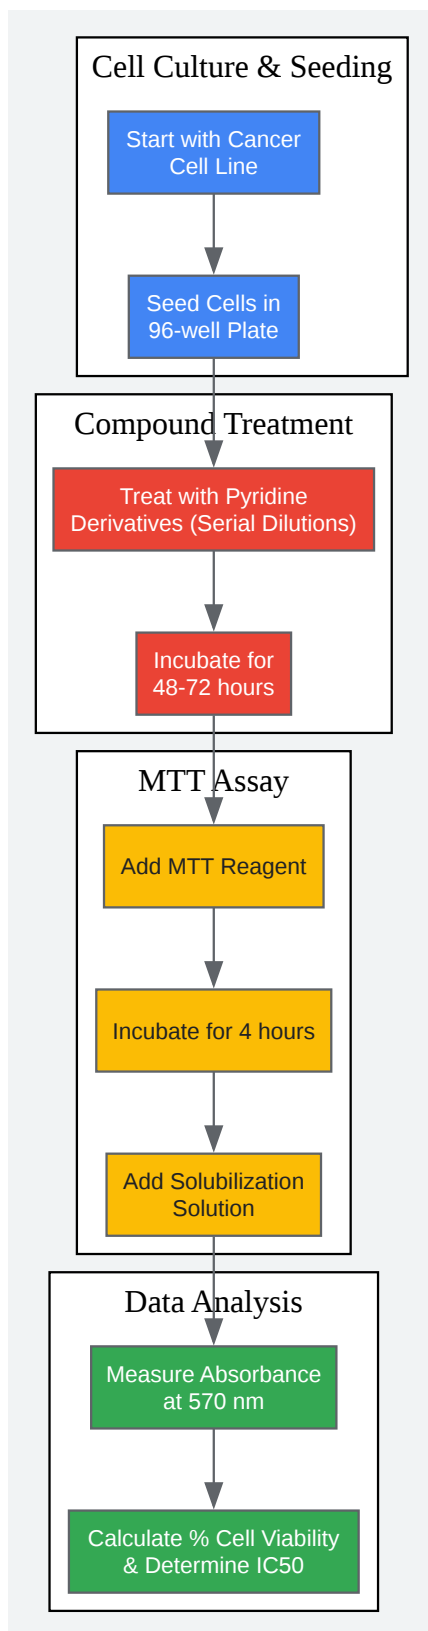 Cell Culture & Seeding
Start with Cancer
Cell Line
Seed Cells in
96-well Plate
Compound Treatment
Treat with Pyridine
Derivatives (Serial Dilutions)
Incubate for
48-72 hours
MTT Assay
Add MTT Reagent
Incubate for 4 hours
Add Solubilization
Solution
Data Analysis
Measure Absorbance
at 570 nm
Calculate % Cell Viability
& Determine IC50